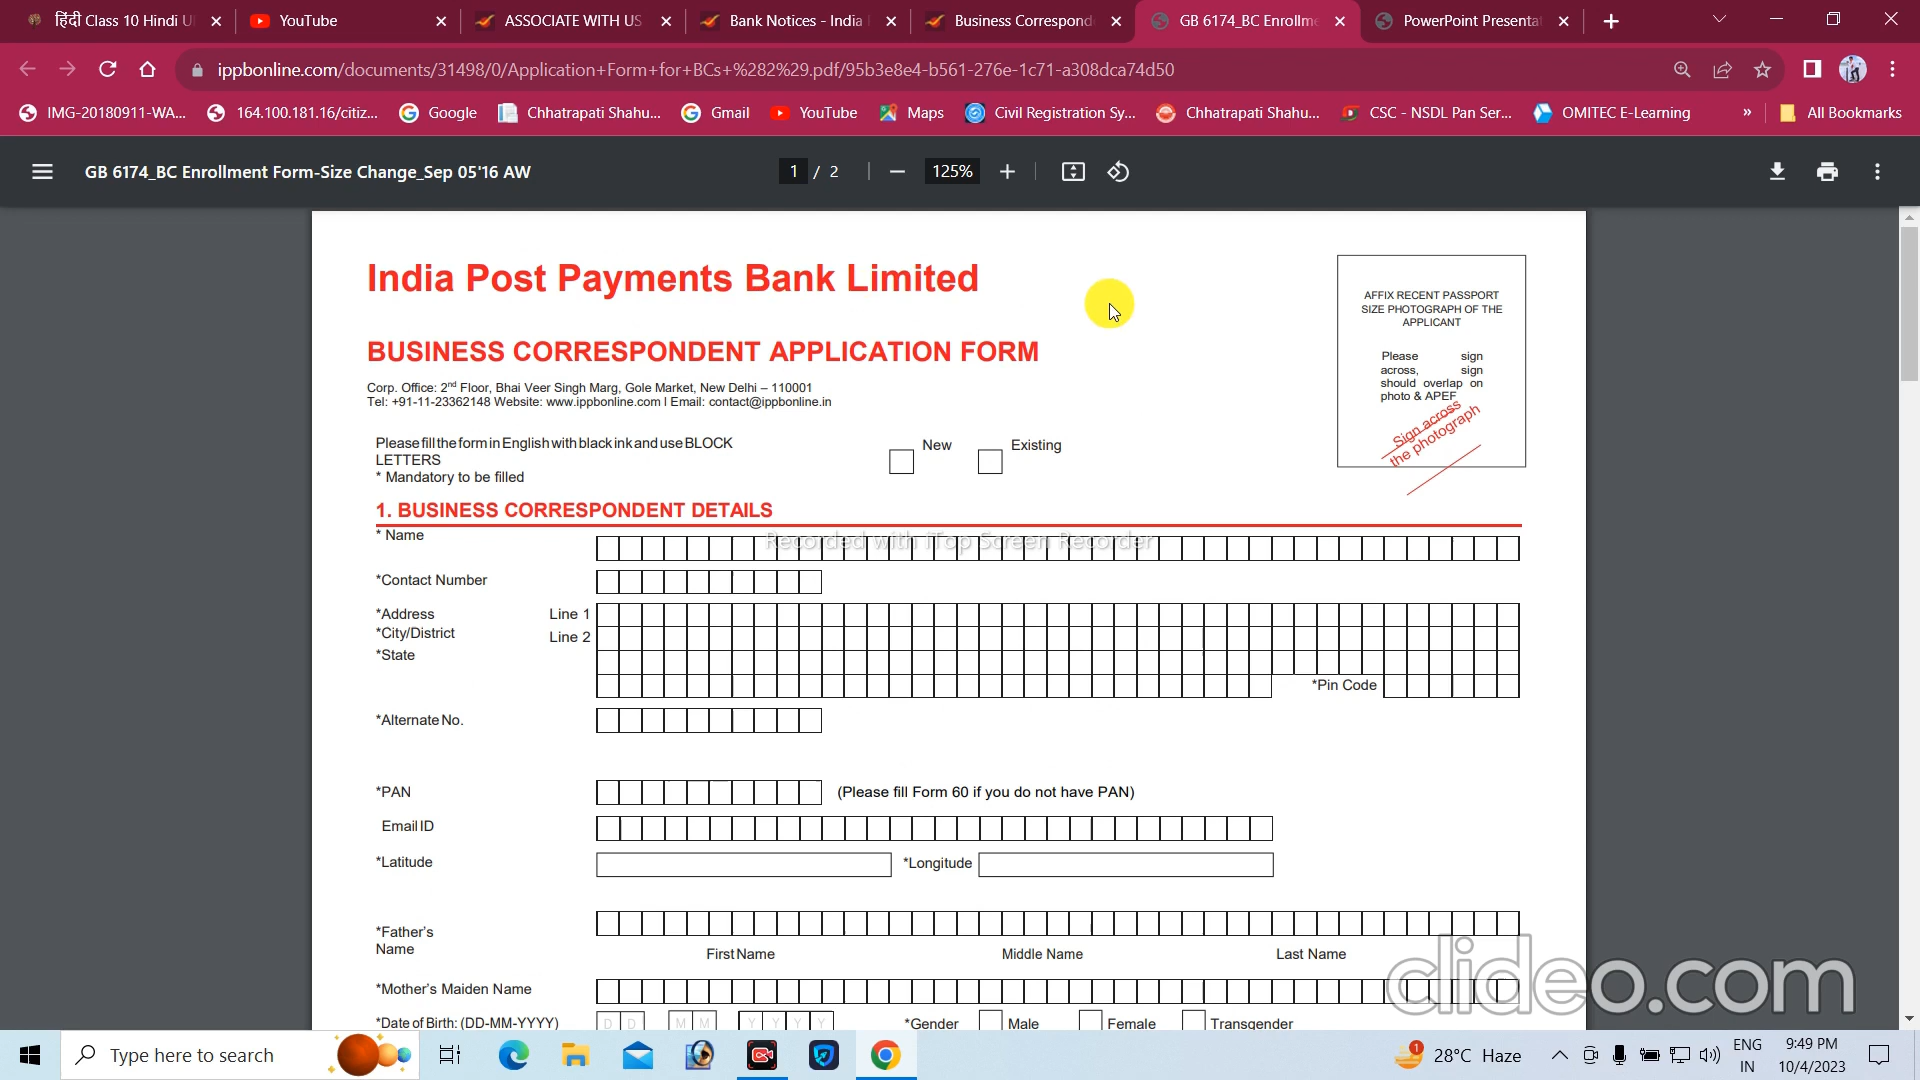 हिंदी Class 10 Hindi U
YouTube
ASSOCIATE WITH US
Bank Notices - India
Business Correspond
GB 6174_BC Enrollme
PowerPoint Presenta
ippbonline.com/documents/31498/0/Application+Form+for+BCs+%282%29.pdf/95b3e8e4-b561-276e-1c71-a308dca74d50
IMG-20180911-WA...
164.100.181.16/citiz...
Google
Chhatrapati Shahu...
Gmail
YouTube
Maps
Civil Registration Sy...
Chhatrapati Shahu...
CSC - NSDL Pan Ser...
OMITEC E-Learning
»
All Bookmarks
GB 6174_BC Enrollment Form-Size Change_Sep 05'16 AW
1 / 2
125%
India Post Payments Bank Limited
BUSINESS CORRESPONDENT APPLICATION FORM
Corp. Office: 2nd Floor, Bhai Veer Singh Marg, Gole Market, New Delhi – 110001
Tel: +91-11-23362148 Website: www.ippbonline.com I Email: contact@ippbonline.in
AFFIX RECENT PASSPORT
SIZE PHOTOGRAPH OF THE
APPLICANT
Please sign
across, sign
should overlap on
photo & APEF
Sign across
the photograph
Please fill the form in English with black ink and use BLOCK
LETTERS
* Mandatory to be filled
New
Existing
1. BUSINESS CORRESPONDENT DETAILS
* Name
Recorded with iTop Screen Recorder
*Contact Number
*Address Line 1
*City/District Line 2
*State
*Pin Code
*Alternate No.
*PAN
(Please fill Form 60 if you do not have PAN)
Email ID
*Latitude
*Longitude
*Father's
Name
First Name
Middle Name
Last Name
*Mother's Maiden Name
*Date of Birth: (DD-MM-YYYY)
D D M M Y Y Y Y
*Gender
Male
Female
Transgender
clideo.com
Type here to search
1
28°C Haze
ENG
IN
9:49 PM
10/4/2023